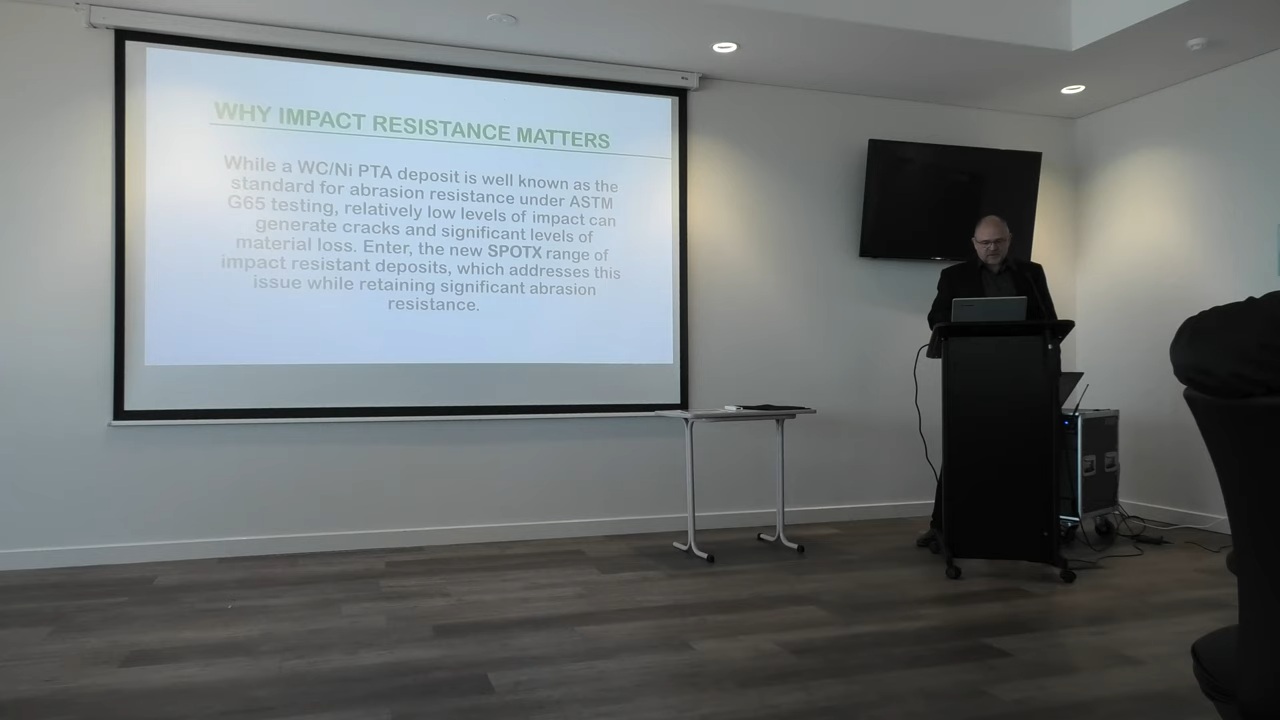 WHY IMPACT RESISTANCE MATTERS
While a WC/Ni PTA deposit is well known as the
standard for abrasion resistance under ASTM
G65 testing, relatively low levels of impact can
generate cracks and significant levels of
material loss. Enter, the new SPOTX range of
impact resistant deposits, which addresses this
issue while retaining significant abrasion
resistance.